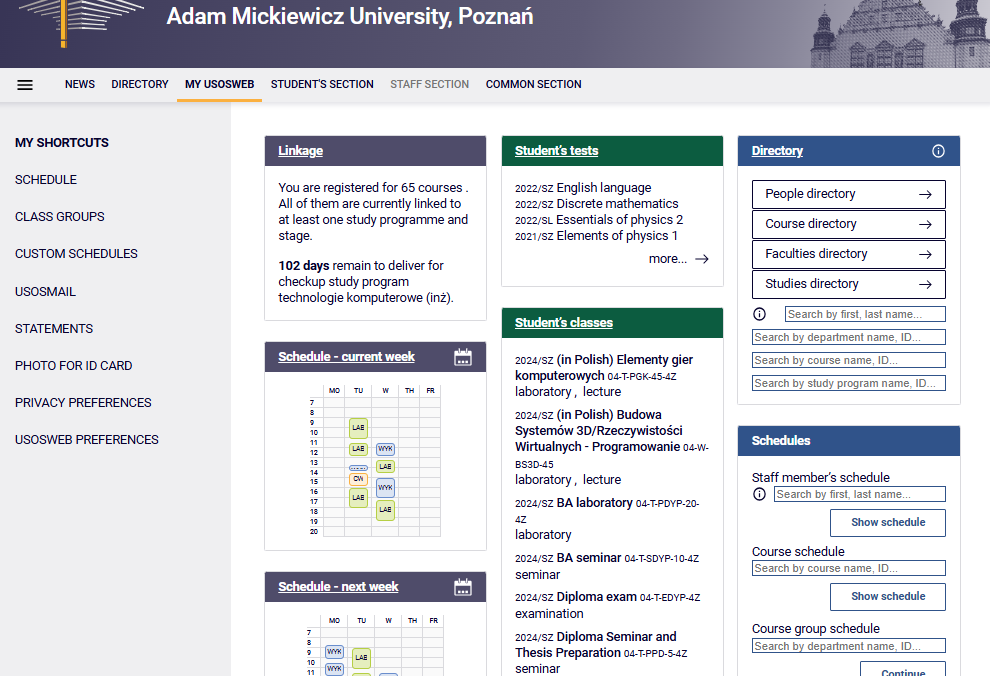 Adam Mickiewicz University, Poznań
NEWS DIRECTORY MY USOSWEB STUDENT'S SECTION STAFF SECTION COMMON SECTION
MY SHORTCUTS
SCHEDULE
CLASS GROUPS
CUSTOM SCHEDULES
USOSMAIL
STATEMENTS
PHOTO FOR ID CARD
PRIVACY PREFERENCES
USOSWEB PREFERENCES
Linkage
You are registered for 65 courses .
All of them are currently linked to
at least one study programme and
stage.
102 days remain to deliver for
checkup study program
technologie komputerowe (inż).
Schedule - current week
MO TU W TH FR
7
8
9
10
11
12
13
14
15
16
17
18
19
20
LAB
LAB WYK
LAB
CW
WYK
LAB
LAB
Schedule - next week
MO TU W TH FR
7
8
9
10
11
WYK LAB
WYK
Student's tests
2022/SZ English language
2022/SZ Discrete mathematics
2022/SL Essentials of physics 2
2021/SZ Elements of physics 1
more...
Student's classes
2024/SZ (in Polish) Elementy gier
komputerowych 04-T-PGK-45-4Z
laboratory , lecture
2024/SZ (in Polish) Budowa
Systemów 3D/Rzeczywistości
Wirtualnych - Programowanie 04-W-
BS3D-45
laboratory , lecture
2024/SZ BA laboratory 04-T-PDYP-20-
4Z
laboratory
2024/SZ BA seminar 04-T-SDYP-10-4Z
seminar
2024/SZ Diploma exam 04-T-EDYP-4Z
examination
2024/SZ Diploma Seminar and
Thesis Preparation 04-T-PPD-5-4Z
seminar
Directory
People directory
Course directory
Faculties directory
Studies directory
Search by first, last name...
Search by department name, ID...
Search by course name, ID...
Search by study program name, ID...
Schedules
Staff member's schedule
Search by first, last name...
Show schedule
Course schedule
Search by course name, ID...
Show schedule
Course group schedule
Search by department name, ID...
Continue